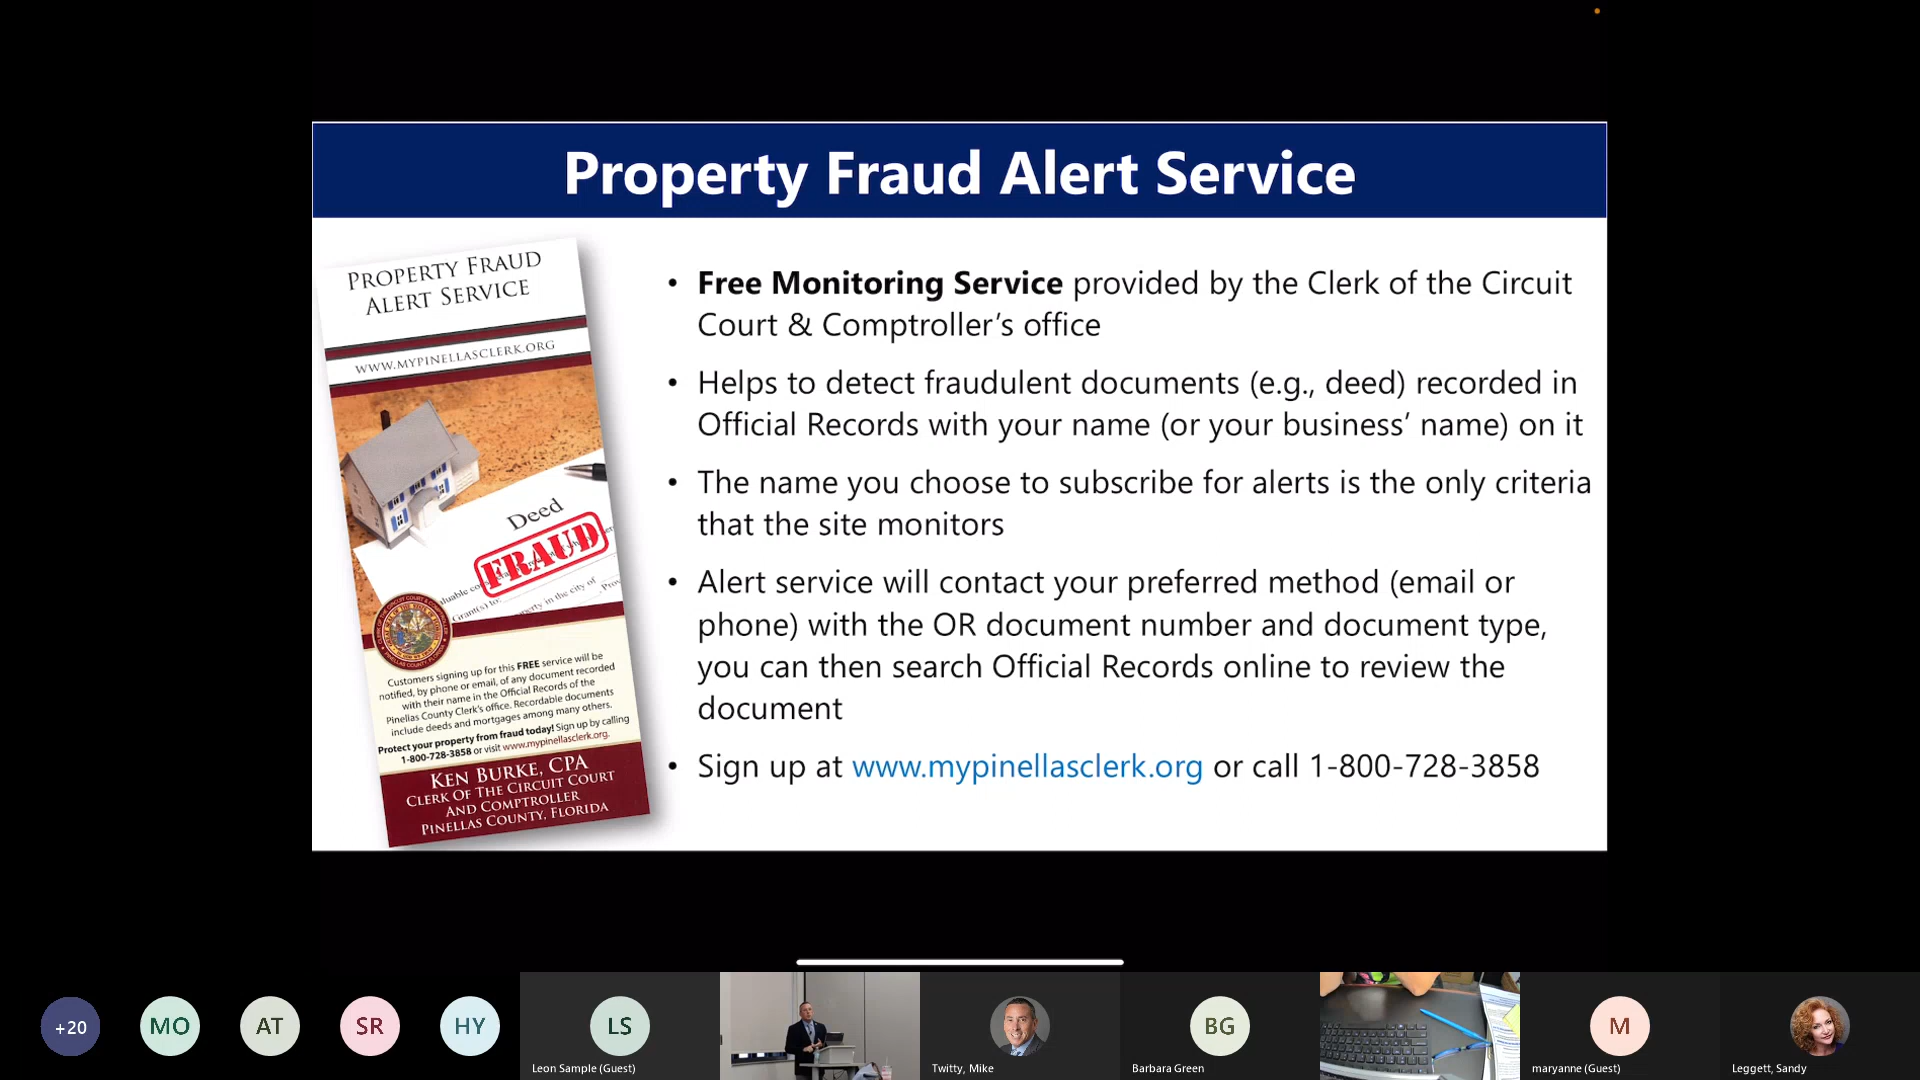 Property Fraud Alert Service
PROPERTY FRAUD
ALERT SERVICE
WWW.MYPINELLASCLERK.ORG
Deed
FRAUD
Customers signing up for this FREE service will be
notified, by phone or email, of any document recorded
with their name in the Official Records of the
Pinellas County Clerk's office. Recordable documents
include deeds and mortgages among many others.
Protect your property from fraud today! Sign up by calling
1-800-728-3858 or visit www.mypinellasclerk.org.
KEN BURKE, CPA
CLERK OF THE CIRCUIT COURT
AND COMPTROLLER
PINELLAS COUNTY, FLORIDA
• Free Monitoring Service provided by the Clerk of the Circuit
Court & Comptroller’s office
• Helps to detect fraudulent documents (e.g., deed) recorded in
Official Records with your name (or your business’ name) on it
• The name you choose to subscribe for alerts is the only criteria
that the site monitors
• Alert service will contact your preferred method (email or
phone) with the OR document number and document type,
you can then search Official Records online to review the
document
• Sign up at www.mypinellasclerk.org or call 1-800-728-3858
+20
MO
AT
SR
HY
LS
Leon Sample (Guest)
Twitty, Mike
BG
Barbara Green
M
maryanne (Guest)
Leggett, Sandy